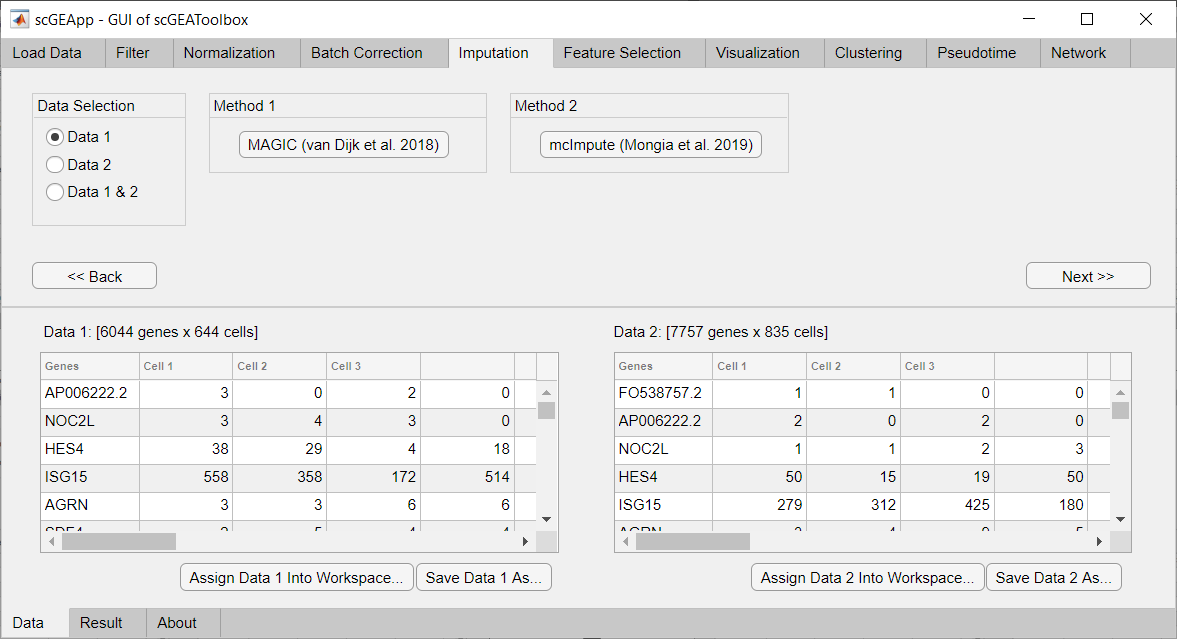 scGEApp - GUI of scGEAToolbox
Load Data Filter Normalization Batch Correction Imputation Feature Selection Visualization Clustering Pseudotime Network
Data Selection Method 1 Method 2
Data 1 MAGIC (van Dijk et al. 2018) mcImpute (Mongia et al. 2019)
Data 2
Data 1 & 2
<< Back Next >>
Data 1: [6044 genes x 644 cells] Data 2: [7757 genes x 835 cells]
Genes Cell 1 Cell 2 Cell 3 Genes Cell 1 Cell 2 Cell 3
AP006222.2 3 0 2 0 FO538757.2 1 1 0 0
NOC2L 3 4 3 0 AP006222.2 2 0 2 0
HES4 38 29 4 18 NOC2L 1 1 2 3
ISG15 558 358 172 514 HES4 50 15 19 50
AGRN 3 3 6 6 ISG15 279 312 425 180
AGRN
Assign Data 1 Into Workspace... Save Data 1 As... Assign Data 2 Into Workspace... Save Data 2 As...
Data Result About